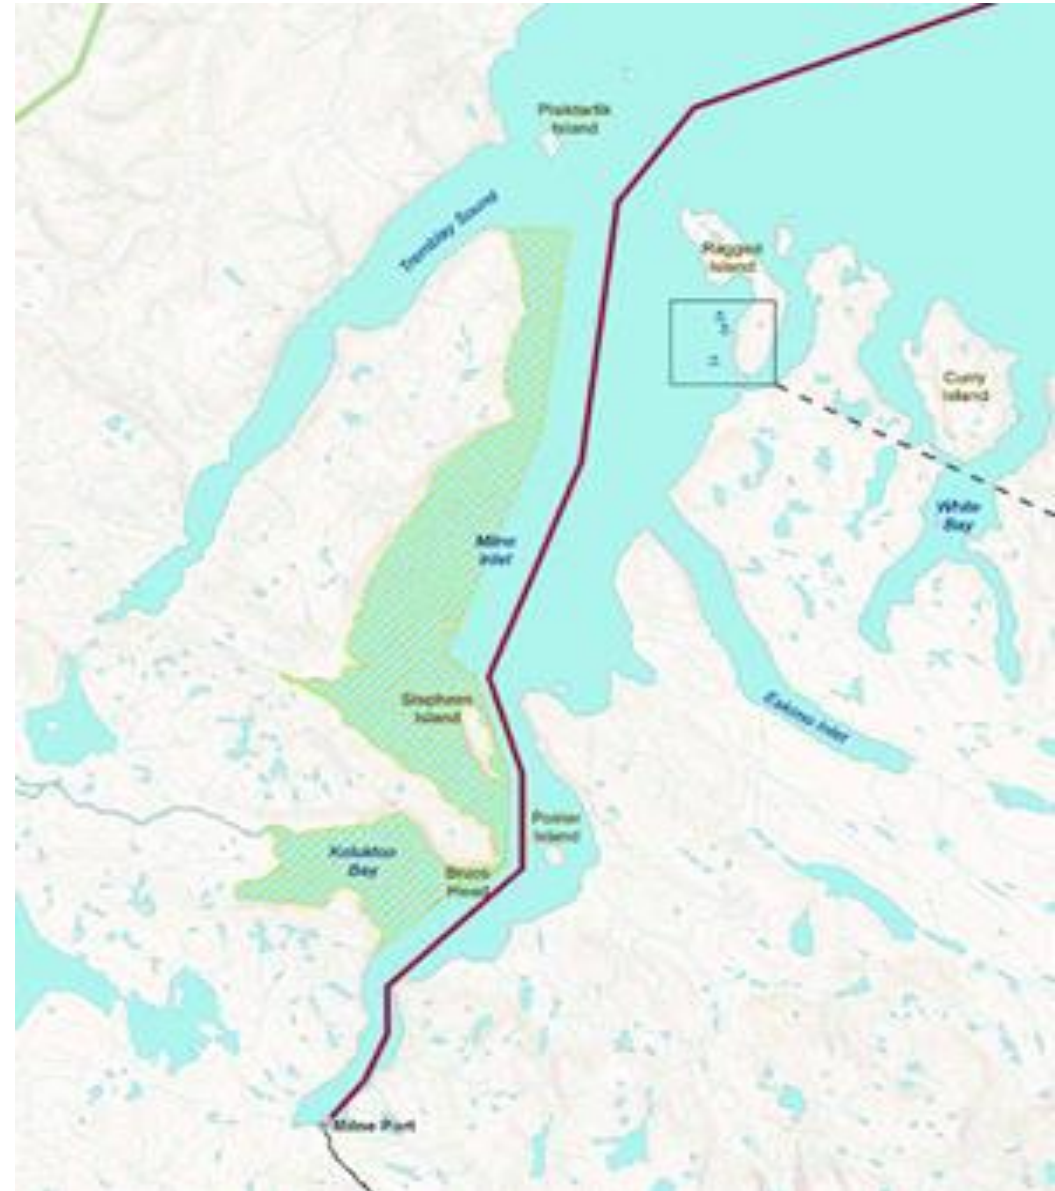 Island
Tremblay Sound
Ragged
Island
Curry
Island
White
Bay
Milne
Inlet
Stephens
Island
Eskimo Inlet
Poirier
Island
Koluktoo
Bay
Bruce
Head
Milne Port